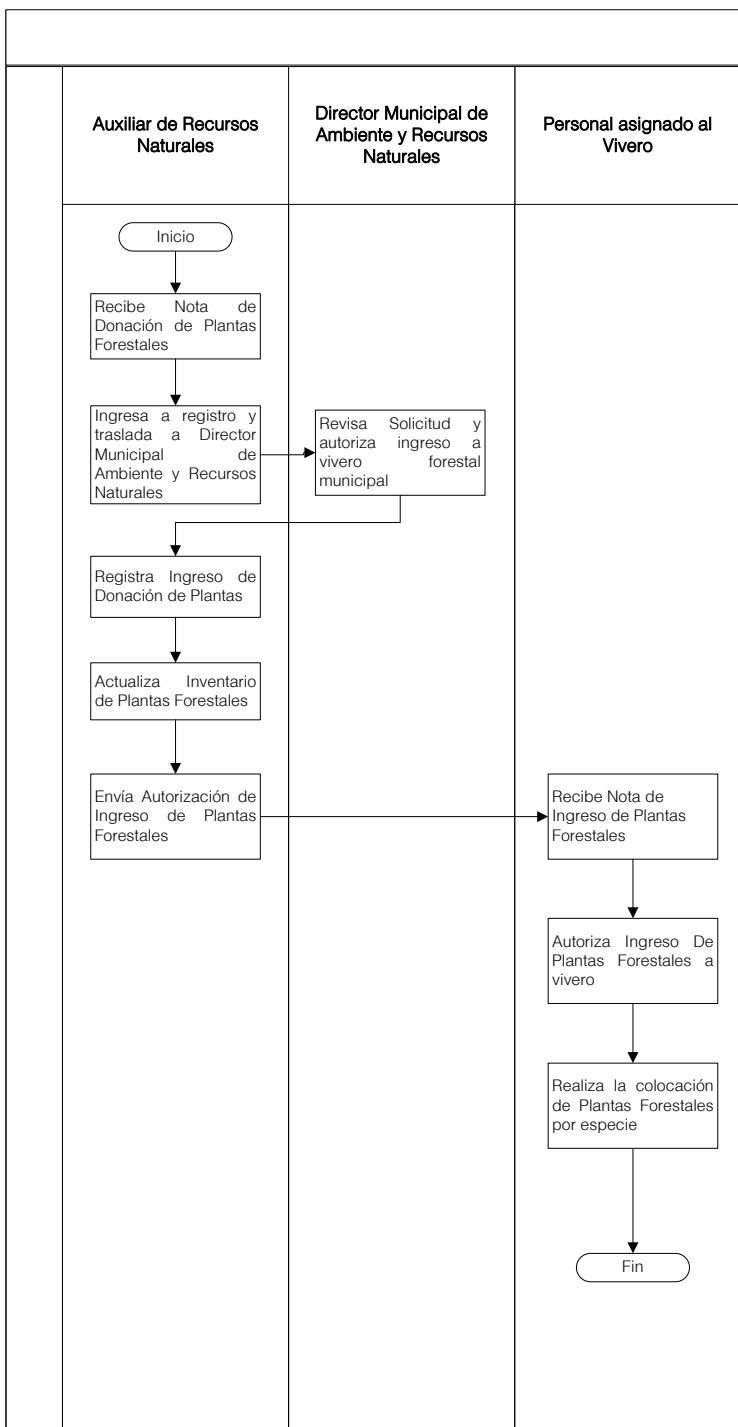 Auxiliar de Recursos
Naturales
Director Municipal de
Ambiente y Recursos
Naturales
Personal asignado al
Vivero
Inicio
Recibe Nota de
Donación de Plantas
Forestales
Ingresa a registro y
traslada a Director
Municipal de
Ambiente y Recursos
Naturales
Revisa Solicitud y
autoriza ingreso a
vivero forestal
municipal
Registra Ingreso de
Donación de Plantas
Actualiza Inventario
de Plantas Forestales
Envía Autorización de
Ingreso de Plantas
Forestales
Recibe Nota de
Ingreso de Plantas
Forestales
Autoriza Ingreso De
Plantas Forestales a
vivero
Realiza la colocación
de Plantas Forestales
por especie
Fin